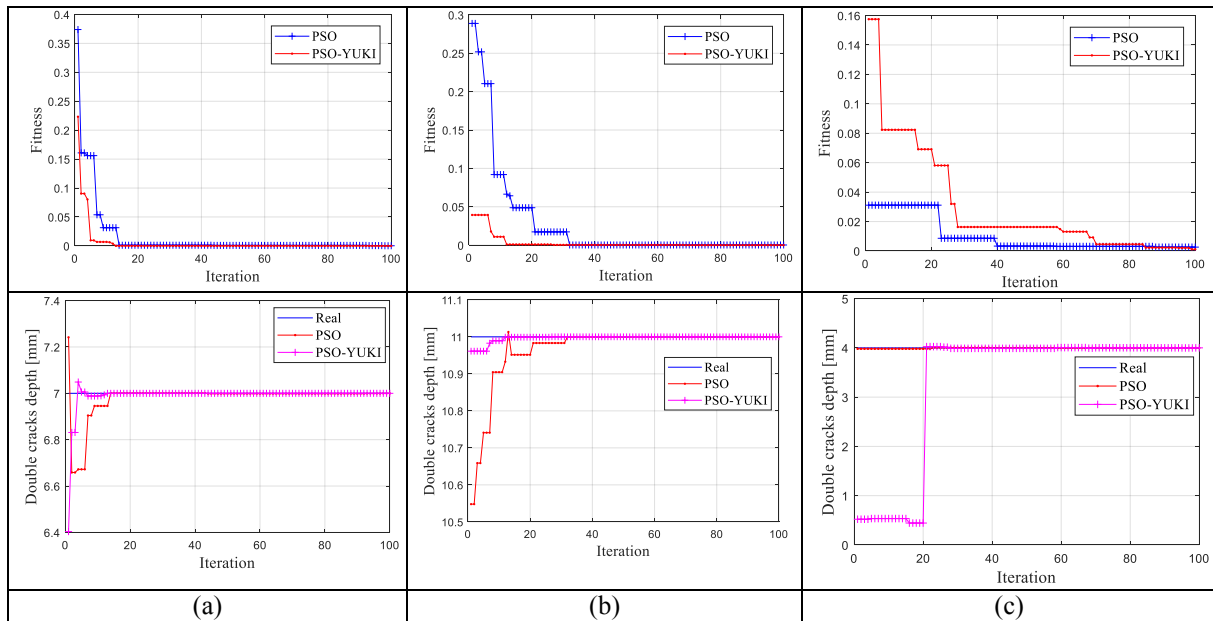 0.4
0.35
0.3
0.25
0.2
0.15
0.1
0.05
0
Fitness
PSO
PSO-YUKI
0 20 40 60 80 100
Iteration
0.3
0.25
0.2
0.15
0.1
0.05
0
Fitness
PSO
PSO-YUKI
0 20 40 60 80 100
Iteration
0.16
0.14
0.12
0.1
0.08
0.06
0.04
0.02
0
Fitness
PSO
PSO-YUKI
0 20 40 60 80 100
Iteration
7.4
7.2
7
6.8
6.6
6.4
Double cracks depth [mm]
Real
PSO
PSO-YUKI
0 20 40 60 80 100
Iteration
11.1
11
10.9
10.8
10.7
10.6
10.5
Double cracks depth [mm]
Real
PSO
PSO-YUKI
0 20 40 60 80 100
Iteration
5
4
3
2
1
0
Double cracks depth [mm]
Real
PSO
PSO-YUKI
0 20 40 60 80 100
Iteration
(a)
(b)
(c)